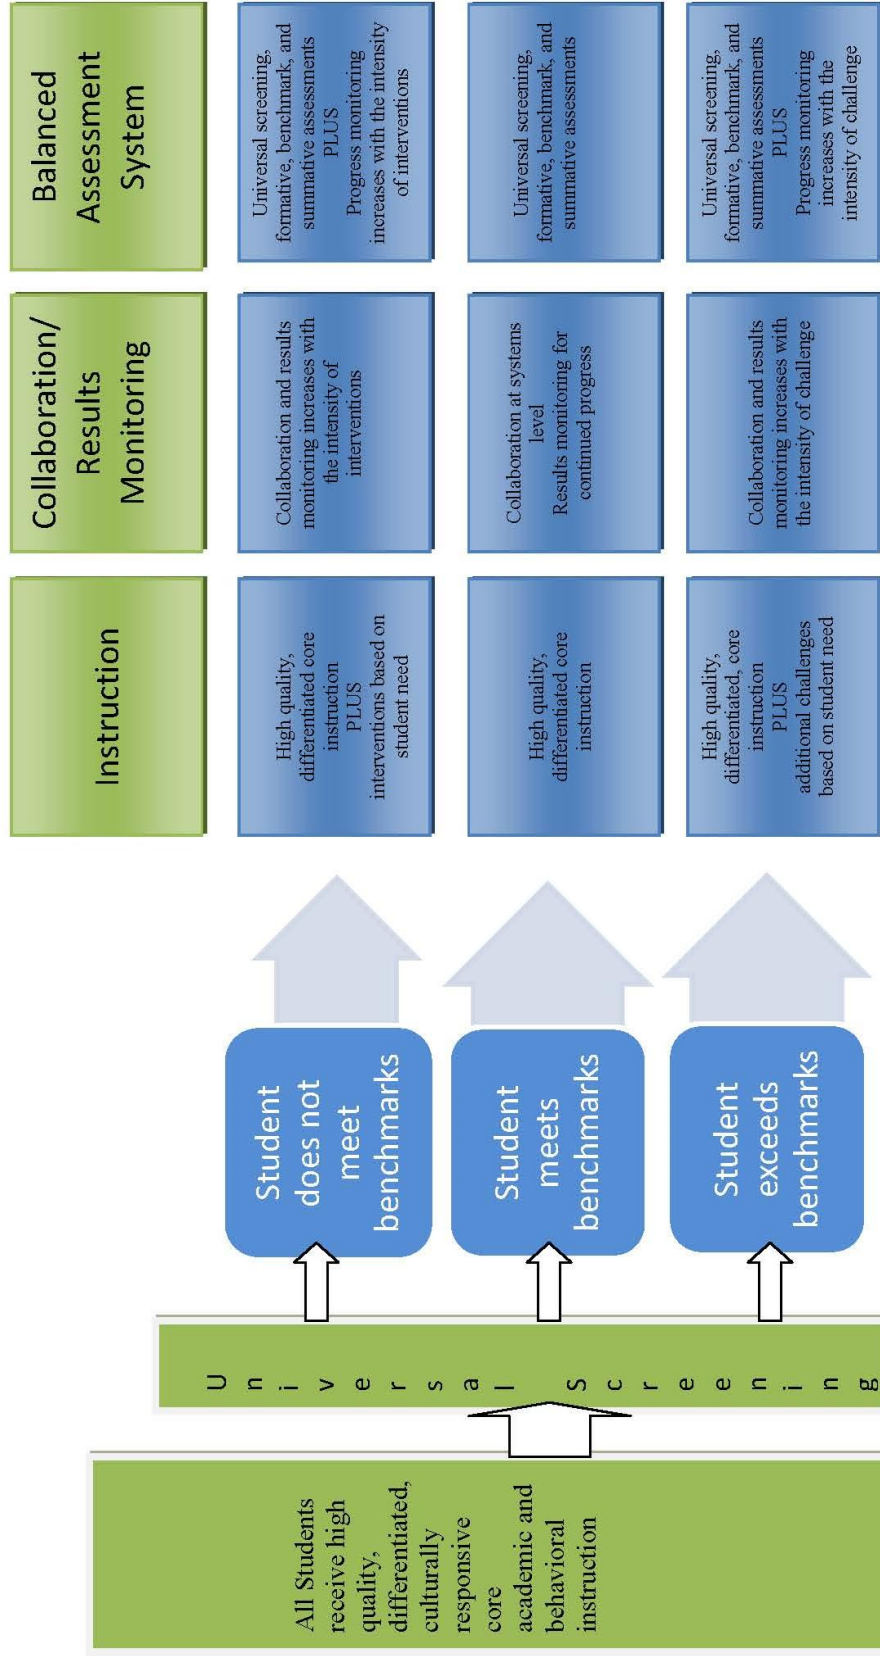 All Students
receive high
quality,
differentiated,
culturally
responsive
core
academic and
behavioral
instruction
Universal Screening
Student
does not
meet
benchmarks
Student
meets
benchmarks
Student
exceeds
benchmarks
Instruction
Collaboration/
Results
Monitoring
Balanced
Assessment
System
High quality,
differentiated core
instruction
PLUS
interventions based on
student need
Collaboration and results
monitoring increases with
the intensity of
interventions
Universal screening,
formative, benchmark, and
summative assessments
PLUS
Progress monitoring
increases with the intensity
of interventions
High quality,
differentiated core
instruction
Collaboration at systems
level
Results monitoring for
continued progress
Universal screening,
formative, benchmark, and
summative assessments
High quality,
differentiated, core
instruction
PLUS
additional challenges
based on student need
Collaboration and results
monitoring increases with
the intensity of challenge
Universal screening,
formative, benchmark, and
summative assessments
PLUS
Progress monitoring
increases with the
intensity of challenge